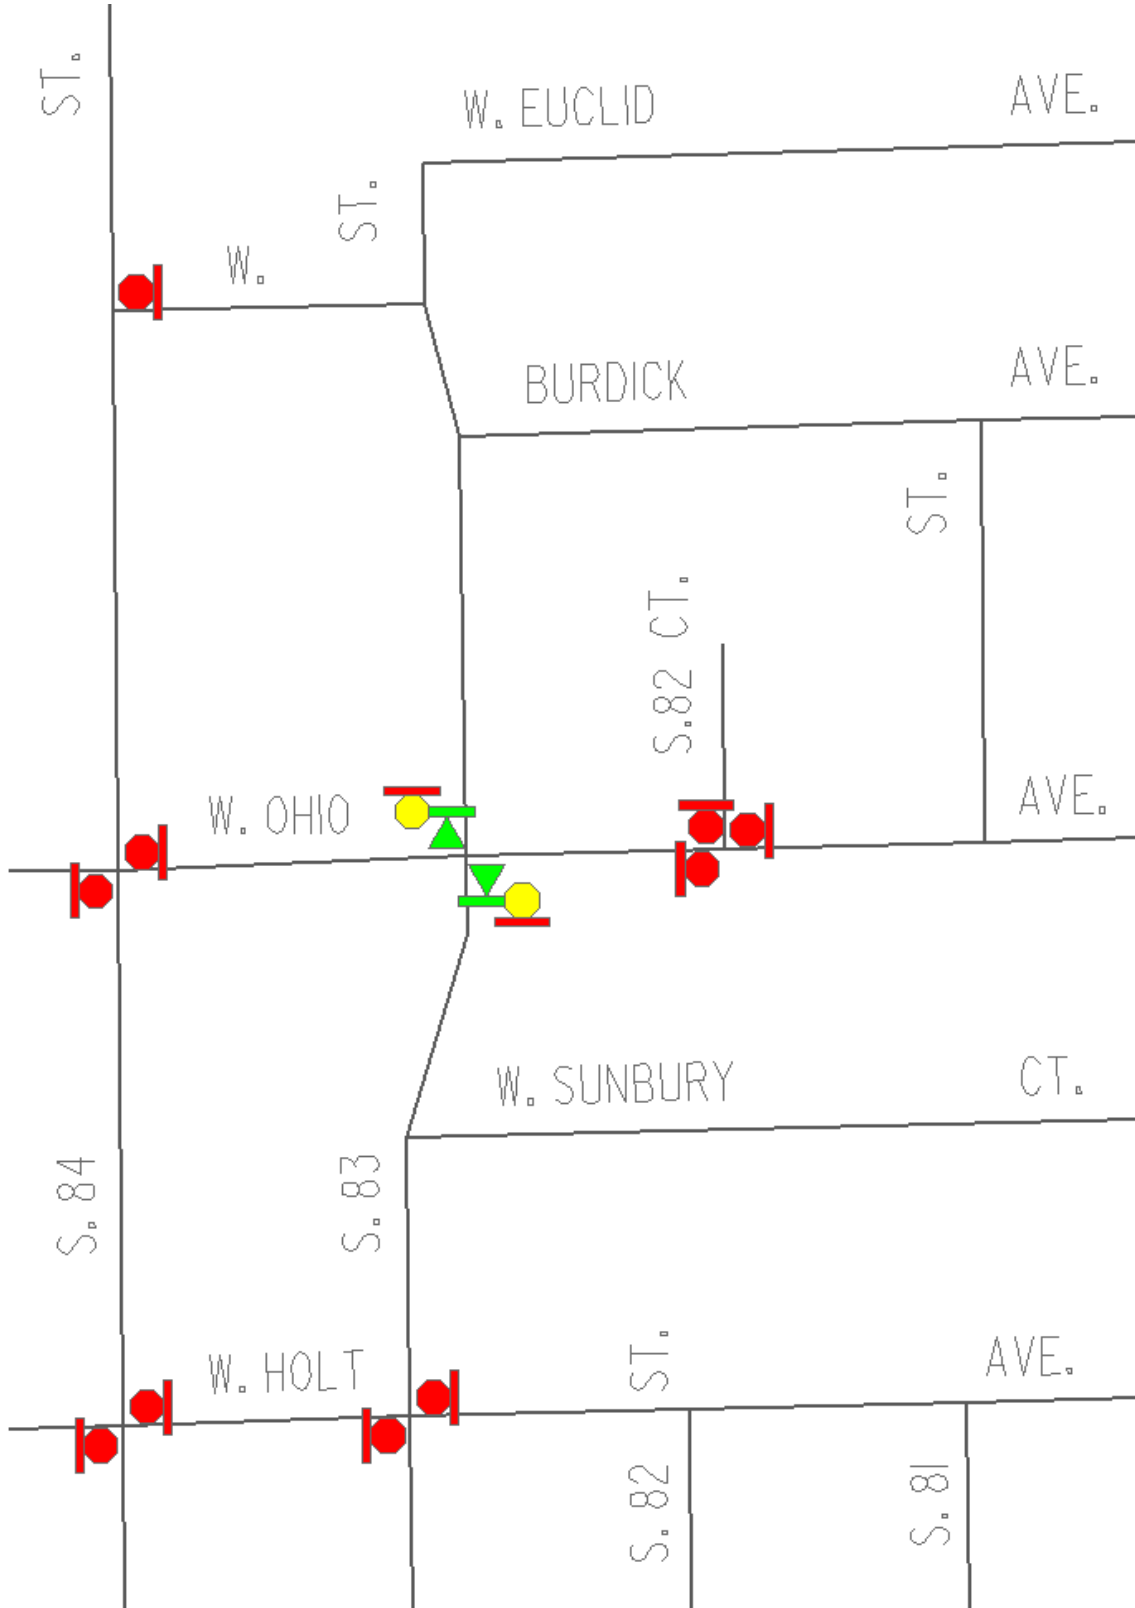 ST.
W. EUCLID AVE.
ST.
W.
BURDICK AVE.
ST.
S.82 CT.
W. OHIO AVE.
W. SUNBURY CT.
S. 84
S. 83
W. HOLT AVE.
S. 82 ST.
S. 81